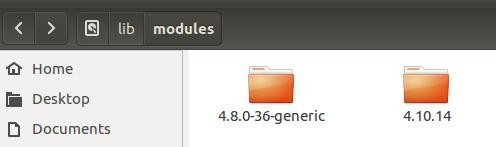 lib modules
Home
Desktop
Documents
4.8.0-36-generic 4.10.14